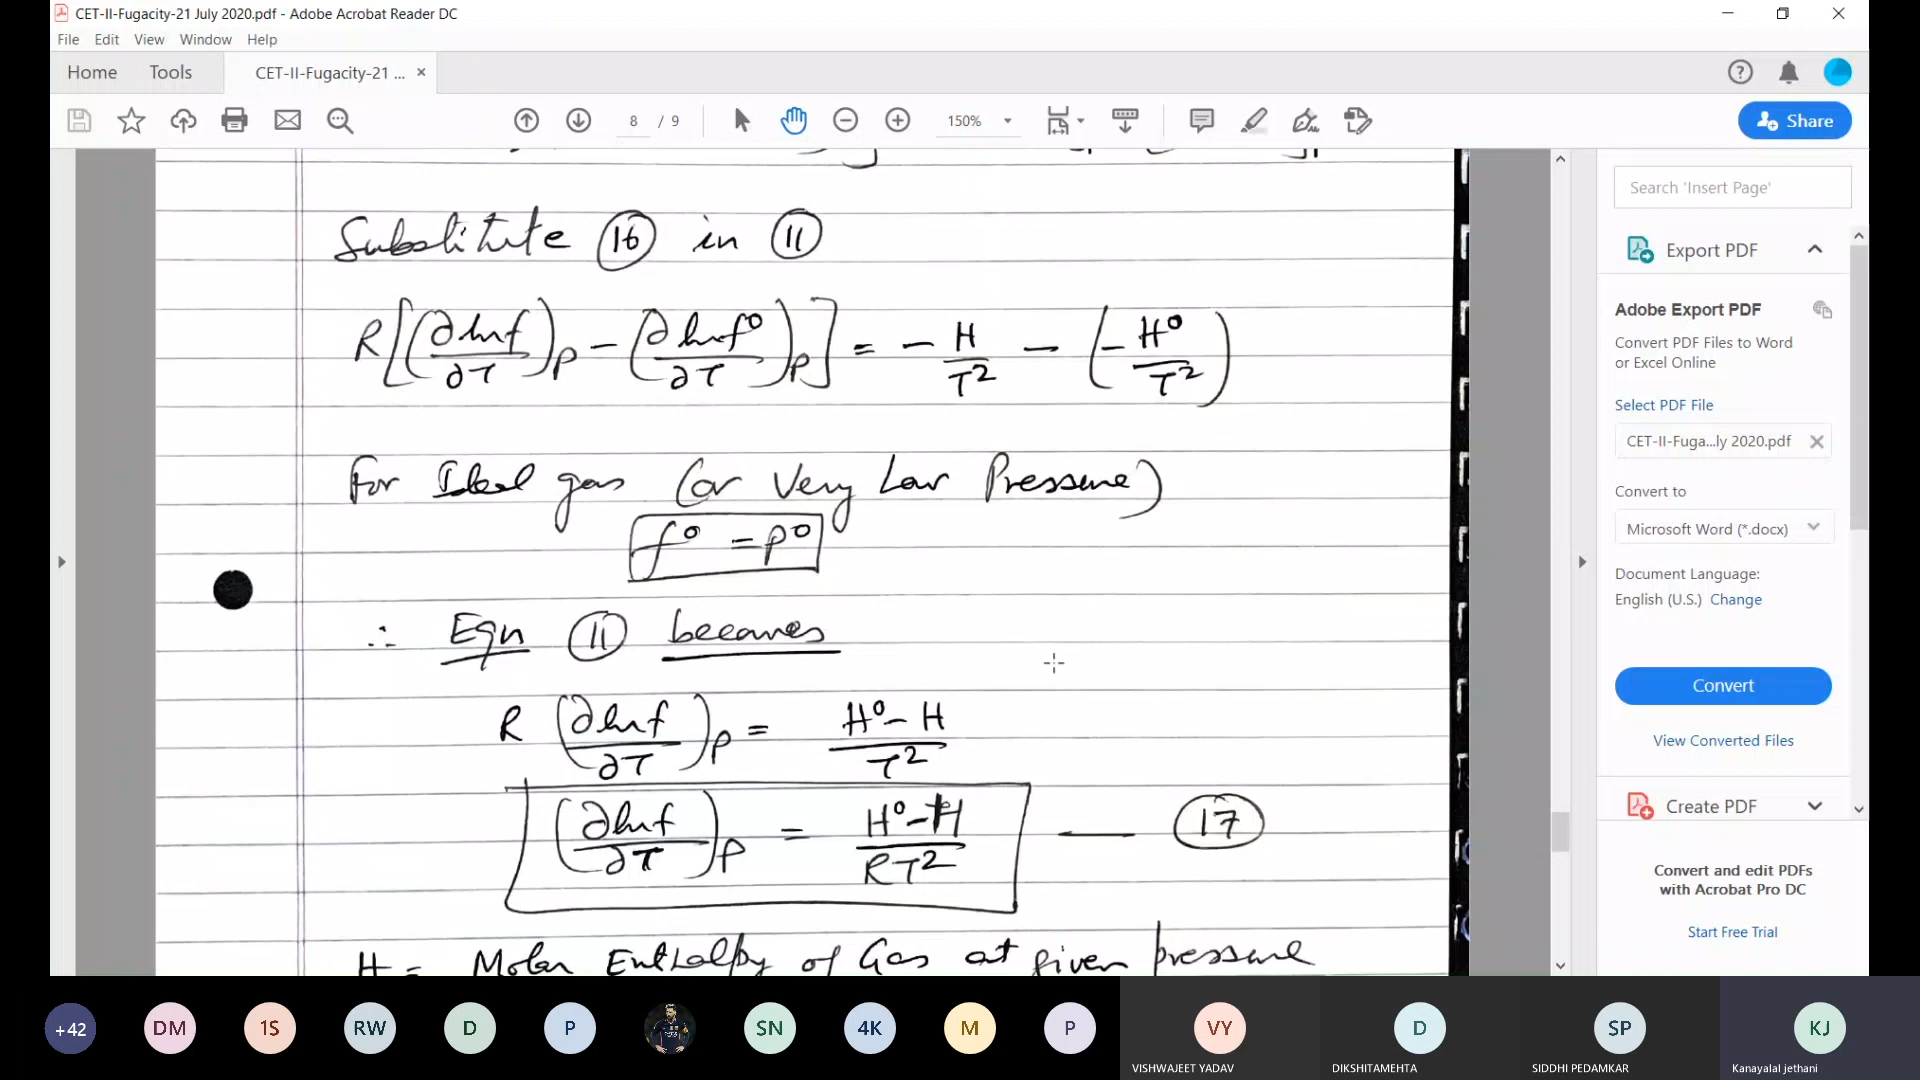 CET-II-Fugacity-21 July 2020.pdf - Adobe Acrobat Reader DC
File Edit View Window Help
Home Tools CET-II-Fugacity-21 ... ×
8 / 9 150% Share
Substitute (16) in (11)
R[(∂lnf/∂T)P - (∂lnf⁰/∂T)P] = - H/T² - (- H⁰/T²)
For Ideal gas (or Very Low Pressure)
f⁰ = P⁰
∴ Eqn (11) becomes
R (∂lnf/∂T)P = H⁰-H/T²
(∂lnf/∂T)P = H⁰-H/RT² — (17)
H = Molar Enthalpy of Gas at given pressure
Search 'Insert Page'
Export PDF
Adobe Export PDF
Convert PDF Files to Word
or Excel Online
Select PDF File
CET-II-Fuga...ly 2020.pdf
Convert to
Microsoft Word (*.docx)
Document Language:
English (U.S.) Change
Convert
View Converted Files
Create PDF
Convert and edit PDFs
with Acrobat Pro DC
Start Free Trial
+42 DM 1S RW D P SN 4K M P VY D SP KJ
VISHWAJEET YADAV DIKSHITAMEHTA SIDDHI PEDAMKAR Kanayalal jethani